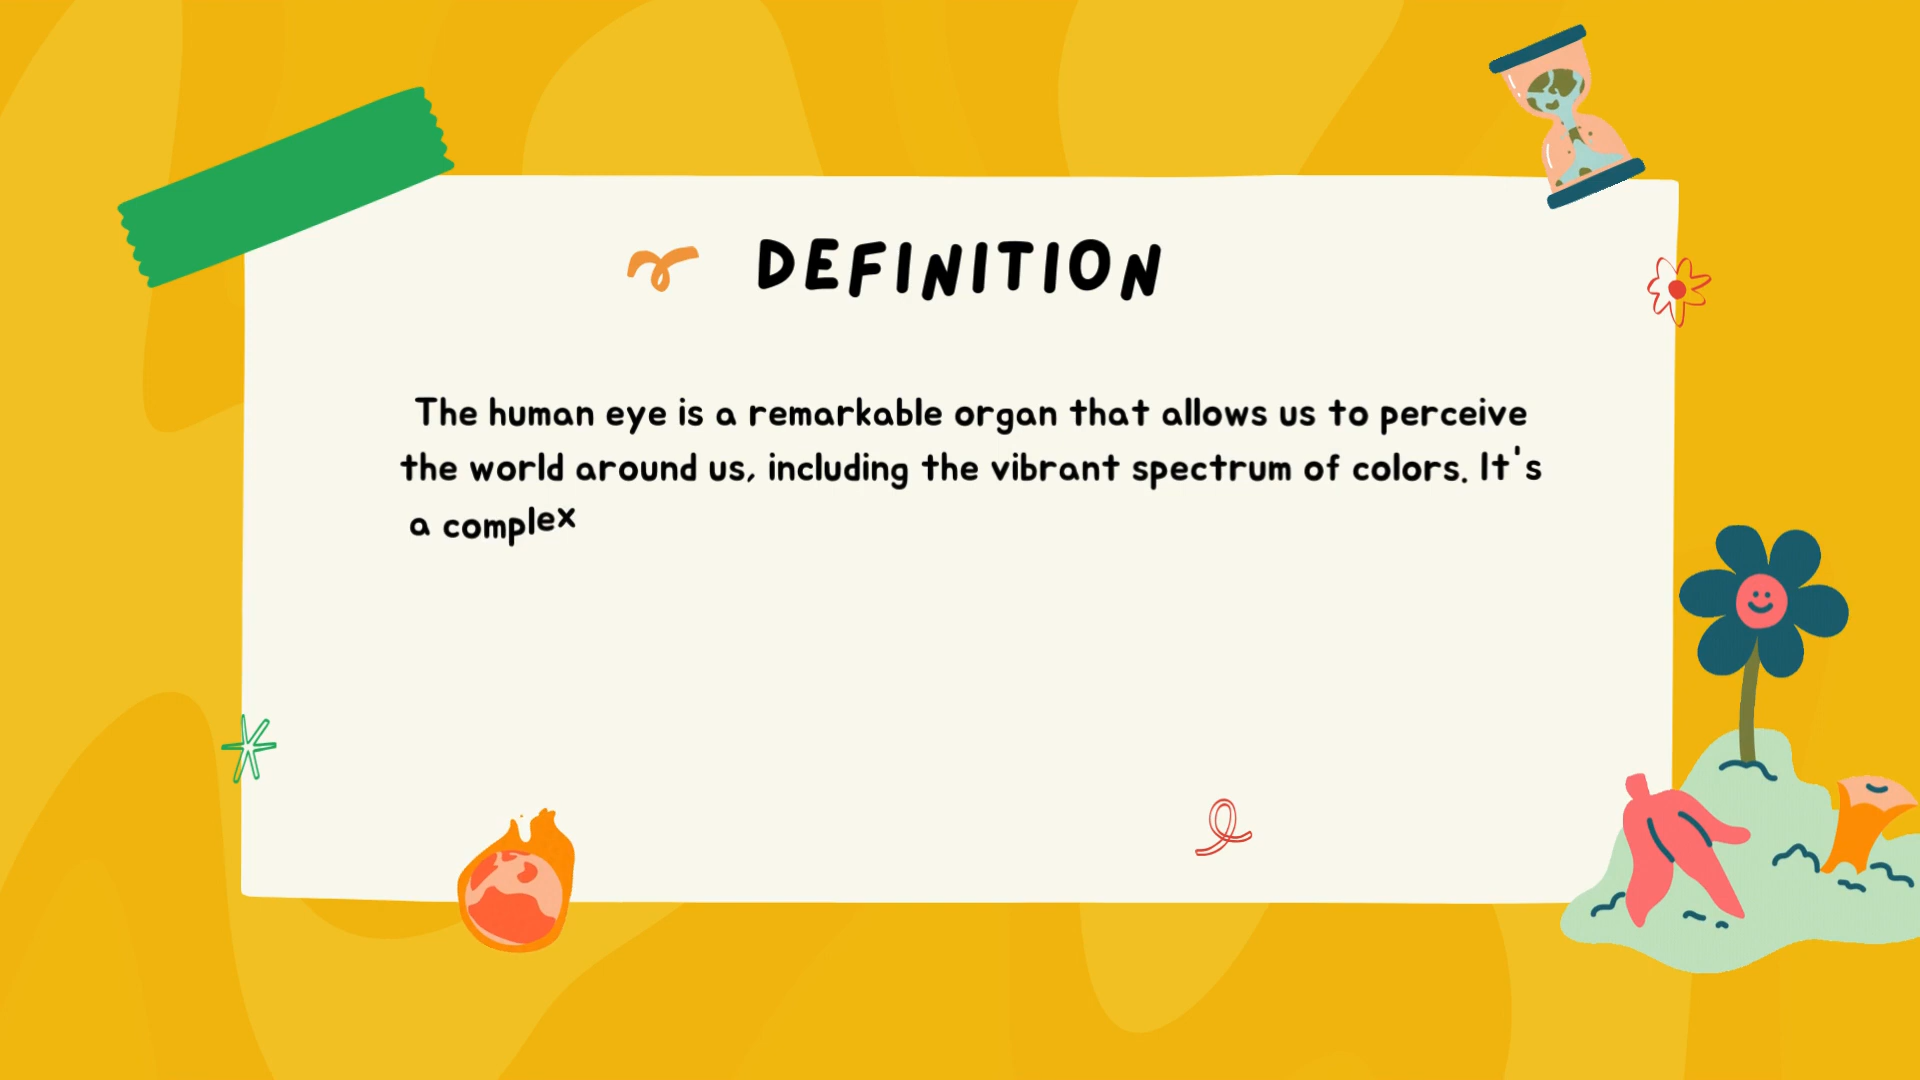 DEFINITION
The human eye is a remarkable organ that allows us to perceive
the world around us, including the vibrant spectrum of colors. It's
a complex